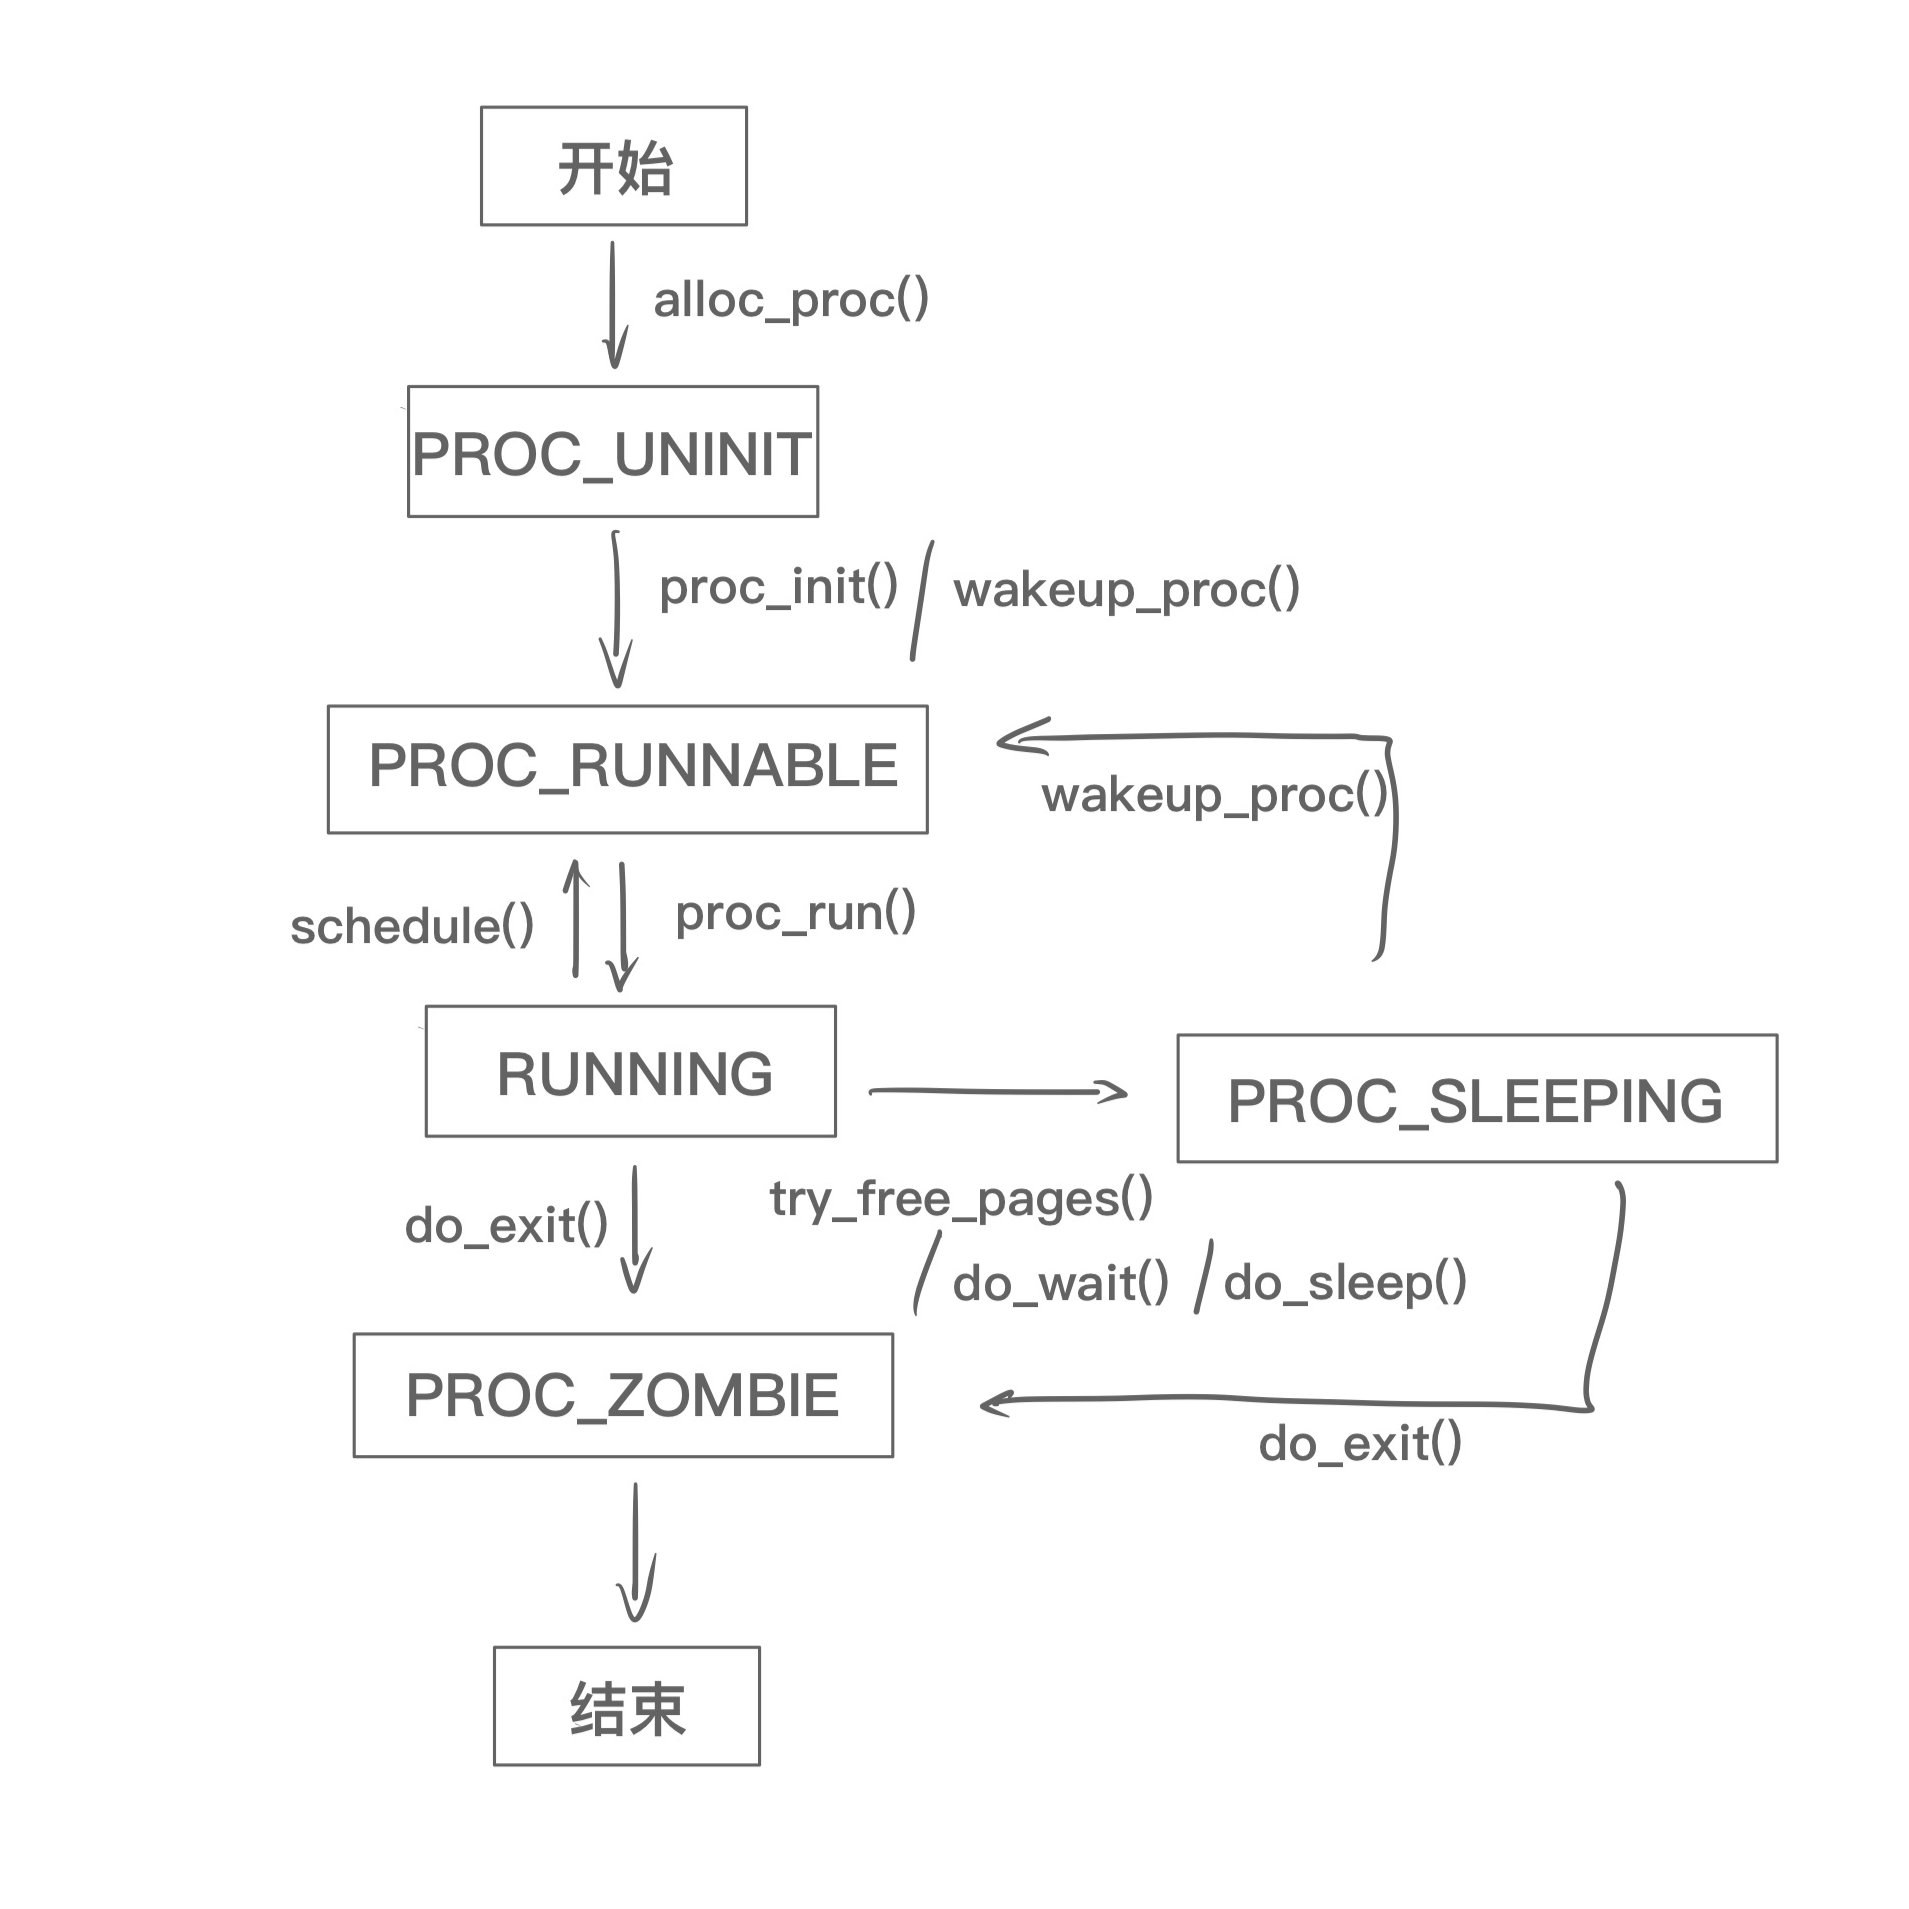 开始
alloc_proc()
PROC_UNINIT
proc_init() / wakeup_proc()
PROC_RUNNABLE
wakeup_proc()
schedule()
proc_run()
RUNNING
PROC_SLEEPING
try_free_pages()
do_exit()
/ do_wait() / do_sleep()
PROC_ZOMBIE
do_exit()
结束